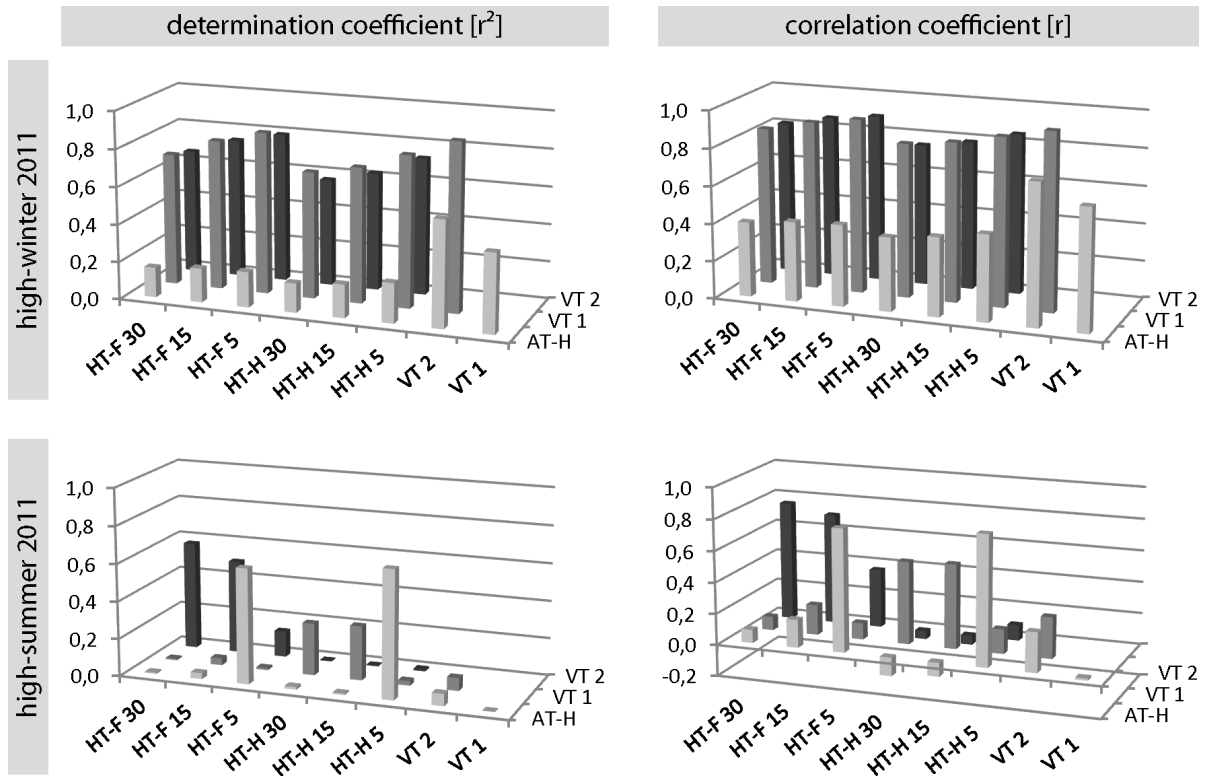 determination coefficient [r²]
correlation coefficient [r]
high-winter 2011
1,0
0,8
0,6
0,4
0,2
0,0
HT-F 30
HT-F 15
HT-F 5
HT-H 30
HT-H 15
HT-H 5
VT 2
VT 1
VT 2
VT 1
AT-H
1,0
0,8
0,6
0,4
0,2
0,0
HT-F 30
HT-F 15
HT-F 5
HT-H 30
HT-H 15
HT-H 5
VT 2
VT 1
VT 2
VT 1
AT-H
high-summer 2011
1,0
0,8
0,6
0,4
0,2
0,0
HT-F 30
HT-F 15
HT-F 5
HT-H 30
HT-H 15
HT-H 5
VT 2
VT 1
VT 2
VT 1
AT-H
1,0
0,8
0,6
0,4
0,2
0,0
-0,2
HT-F 30
HT-F 15
HT-F 5
HT-H 30
HT-H 15
HT-H 5
VT 2
VT 1
VT 2
VT 1
AT-H